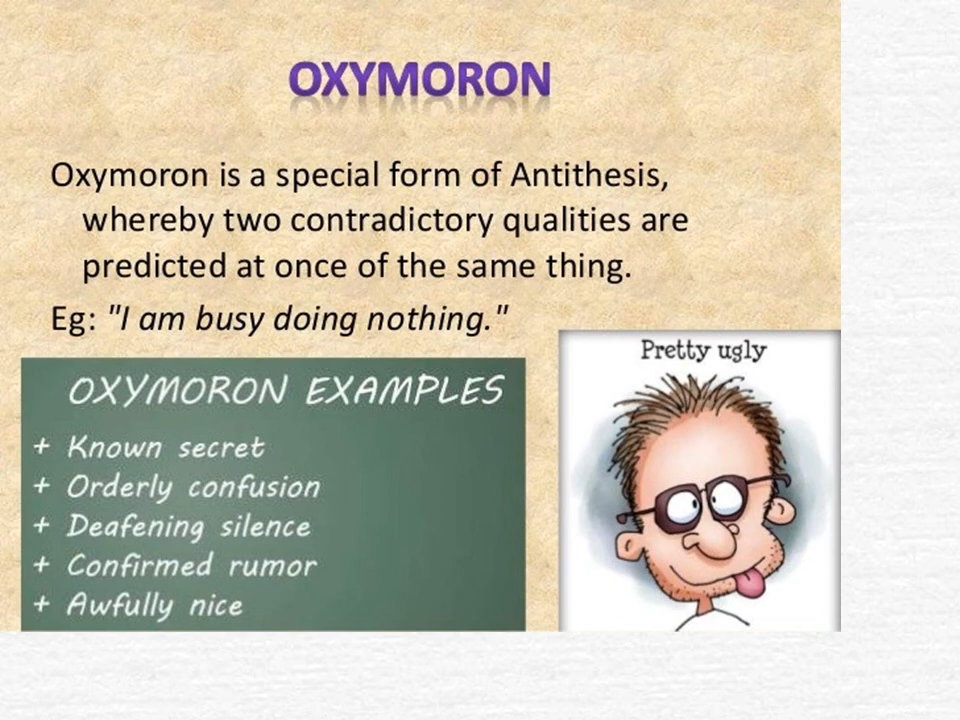 OXYMORON
Oxymoron is a special form of Antithesis,
whereby two contradictory qualities are
predicted at once of the same thing.
Eg: "I am busy doing nothing."
OXYMORON EXAMPLES
+ Known secret
+ Orderly confusion
+ Deafening silence
+ Confirmed rumor
+ Awfully nice
Pretty ugly